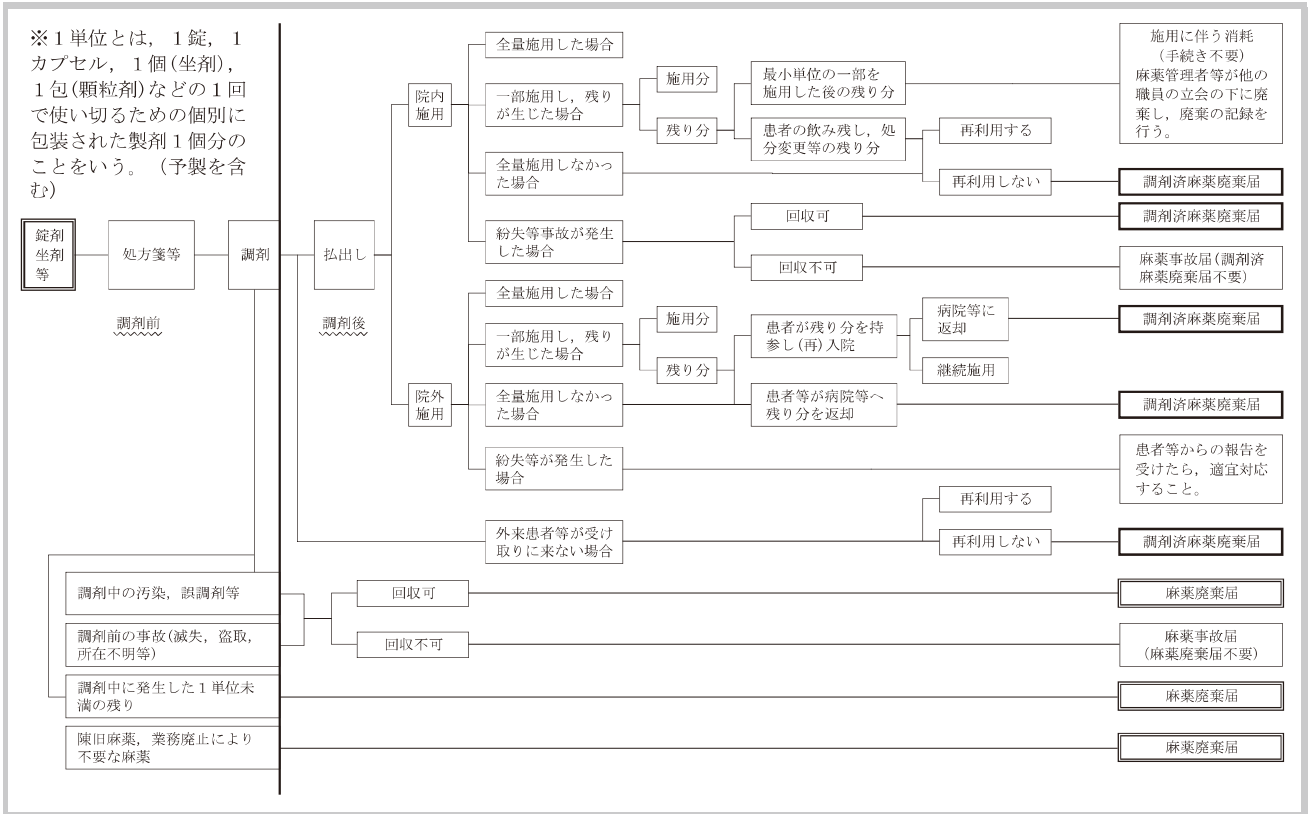 ※１単位とは，１錠，１
カプセル，１個(坐剤)，
１包(顆粒剤)などの１回
で使い切るための個別に
包装された製剤１個分の
ことをいう。（予製を含
む）
錠剤
坐剤
等
処方箋等
調剤
払出し
調剤前
調剤後
院内
施用
全量施用した場合
一部施用し，残り
が生じた場合
施用分
残り分
最小単位の一部を
施用した後の残り分
患者の飲み残し，処
分変更等の残り分
施用に伴う消耗
（手続き不要）
麻薬管理者等が他の
職員の立会の下に廃
棄し，廃棄の記録を
行う。
再利用する
全量施用しなかっ
た場合
再利用しない
調剤済麻薬廃棄届
紛失等事故が発生
した場合
回収可
調剤済麻薬廃棄届
回収不可
麻薬事故届(調剤済
麻薬廃棄届不要)
院外
施用
全量施用した場合
一部施用し，残り
が生じた場合
施用分
残り分
患者が残り分を持
参し(再)入院
病院等に
返却
調剤済麻薬廃棄届
継続施用
全量施用しなかっ
た場合
患者等が病院等へ
残り分を返却
調剤済麻薬廃棄届
紛失等が発生した
場合
患者等からの報告を
受けたら，適宜対応
すること。
外来患者等が受け
取りに来ない場合
再利用する
再利用しない
調剤済麻薬廃棄届
調剤中の汚染，誤調剤等
回収可
麻薬廃棄届
調剤前の事故(滅失，盗取，
所在不明等)
回収不可
麻薬事故届
（麻薬廃棄届不要）
調剤中に発生した１単位未
満の残り
麻薬廃棄届
陳旧麻薬，業務廃止により
不要な麻薬
麻薬廃棄届